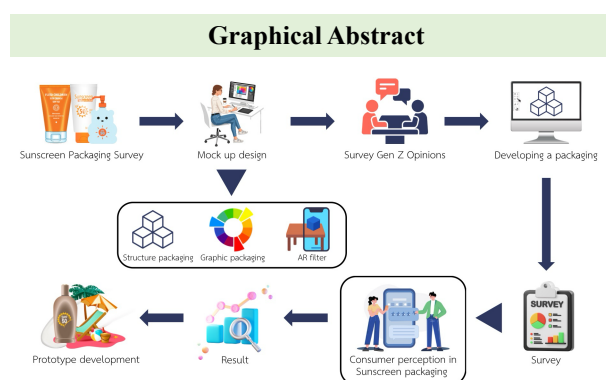 Graphical Abstract
Sunscreen Packaging Survey
Mock up design
Survey Gen Z Opinions
Developing a packaging
Structure packaging
Graphic packaging
AR filter
Prototype development
Result
Consumer perception in
Sunscreen packaging
SURVEY
Survey